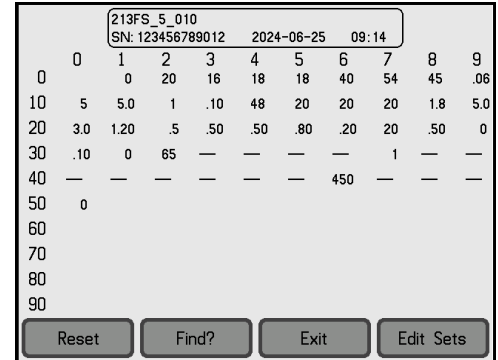 213FS_5_010
SN: 123456789012 2024-06-25 09:14
0 1 2 3 4 5 6 7 8 9
0 0 20 16 18 18 40 54 45 .06
10 5 5.0 1 .10 48 20 20 20 1.8 5.0
20 3.0 1.20 .5 .50 .50 .80 .20 20 .50 0
30 .10 0 65 — — — — 1 — —
40 — — — — — — 450 — — —
50 0
60
70
80
90
Reset Find? Exit Edit Sets